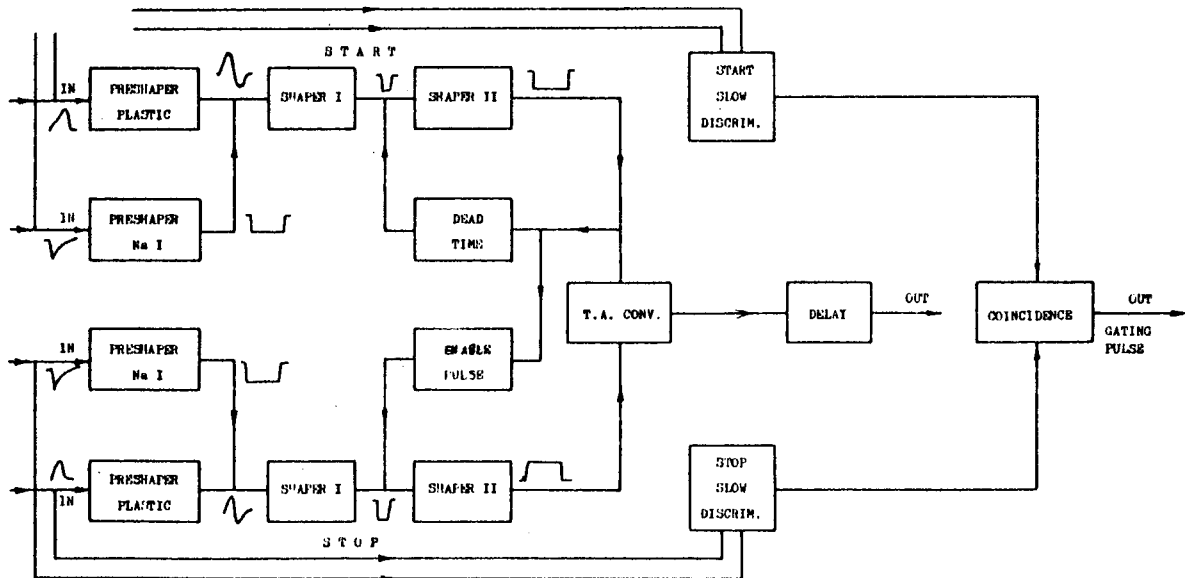 START
START
SLOW
DISCRIM.
IN
PRESHAPER
PLASTIC
SHAPER I
SHAPER II
IN
PRESHAPER
Na I
DEAD
TIME
T.A. CONV.
DELAY
OUT
COINCIDENCE
OUT
GATING
PULSE
IN
PRESHAPER
Na I
ENABLE
PULSE
IN
PRESHAPER
PLASTIC
SHAPER I
SHAPER II
STOP
SLOW
DISCRIM.
STOP